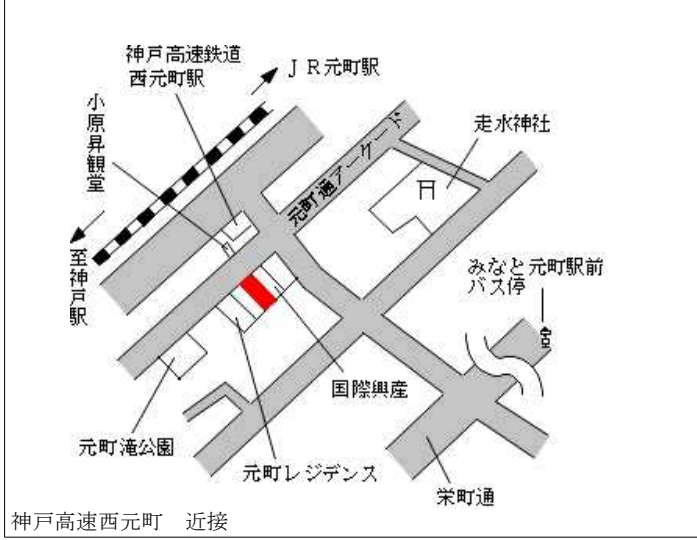 神戸高速鉄道
西元町駅
ＪＲ元町駅
小原昇観堂
元町通アーケード
走水神社
至神戸駅
みなと元町駅前
バス停
国際興産
元町滝公園
元町レジデンス
栄町通
神戸高速西元町　近接